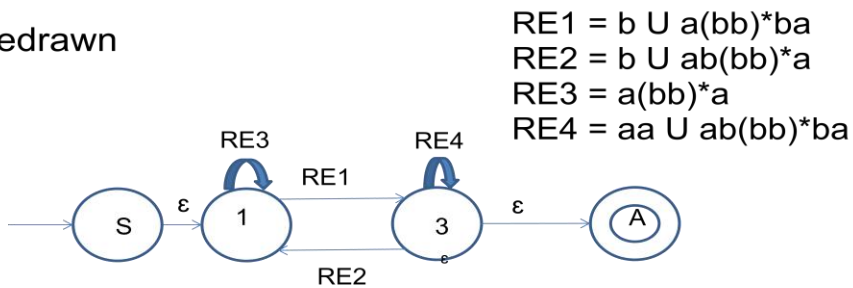 edrawn
RE1 = b U a(bb)*ba
RE2 = b U ab(bb)*a
RE3 = a(bb)*a
RE4 = aa U ab(bb)*ba
RE3
RE4
RE1
S
ε
1
3
ε
A
ε
RE2